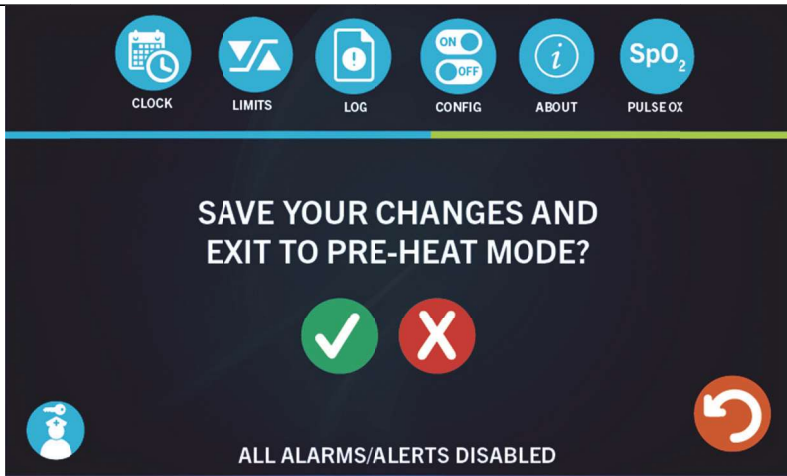 ON
OFF
i
SpO₂
CLOCK
LIMITS
LOG
CONFIG
ABOUT
PULSE OX
SAVE YOUR CHANGES AND
EXIT TO PRE-HEAT MODE?
X
ALL ALARMS/ALERTS DISABLED